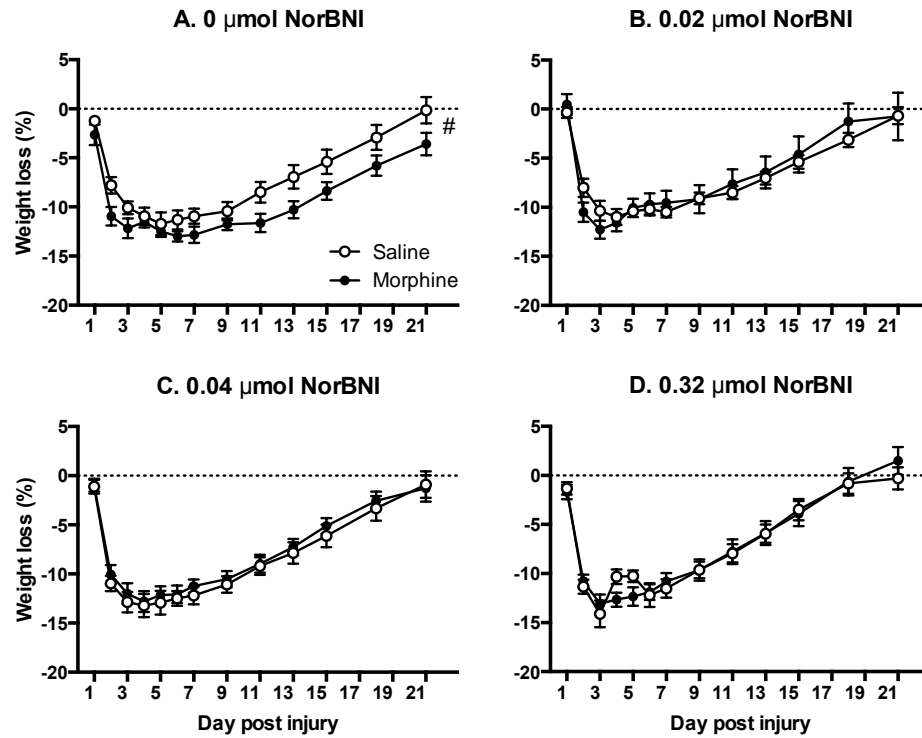 A. 0 µmol NorBNI
B. 0.02 µmol NorBNI
Weight loss (%)
5
0
-5
-10
-15
-20
#
Saline
Morphine
1 3 5 7 9 11 13 15 17 19 21
5
0
-5
-10
-15
-20
1 3 5 7 9 11 13 15 17 19 21
C. 0.04 µmol NorBNI
D. 0.32 µmol NorBNI
Weight loss (%)
5
0
-5
-10
-15
-20
1 3 5 7 9 11 13 15 17 19 21
Day post injury
5
0
-5
-10
-15
-20
1 3 5 7 9 11 13 15 17 19 21
Day post injury